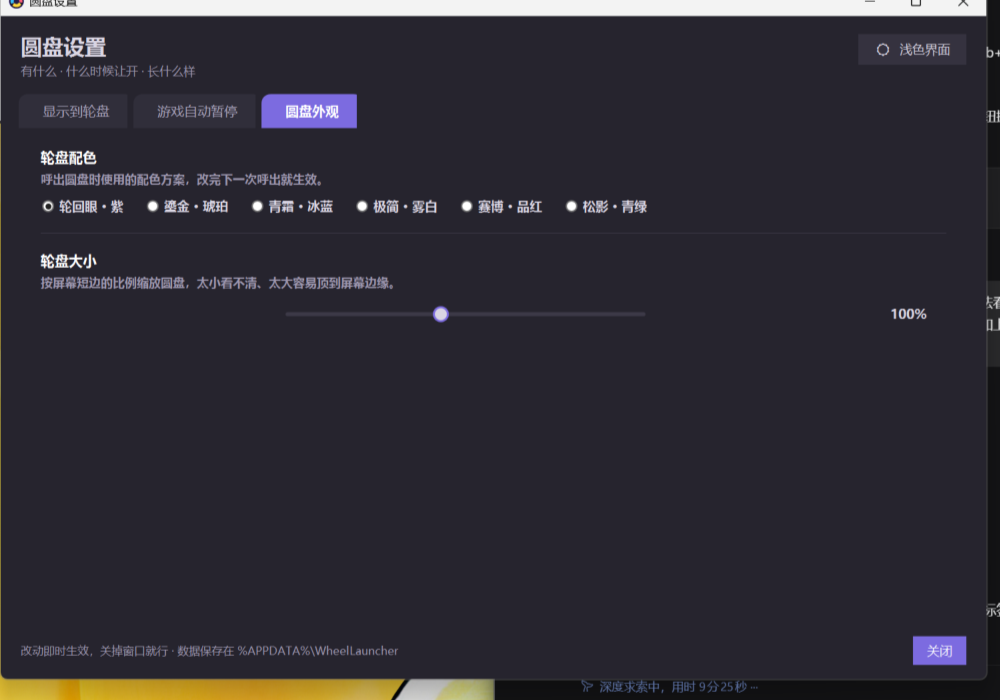 圆盘设置
圆盘设置
浅色界面
有什么 · 什么时候让开 · 长什么样
显示到轮盘
游戏自动暂停
圆盘外观
轮盘配色
呼出圆盘时使用的配色方案，改完下一次呼出就生效。
轮回眼・紫
鎏金・琥珀
青霜・冰蓝
极简・雾白
赛博・品红
松影・青绿
轮盘大小
按屏幕短边的比例缩放圆盘，太小看不清、太大容易顶到屏幕边缘。
100%
改动即时生效，关掉窗口就行 · 数据保存在 %APPDATA%\WheelLauncher
关闭
深度求索中，用时 9分25秒 ···